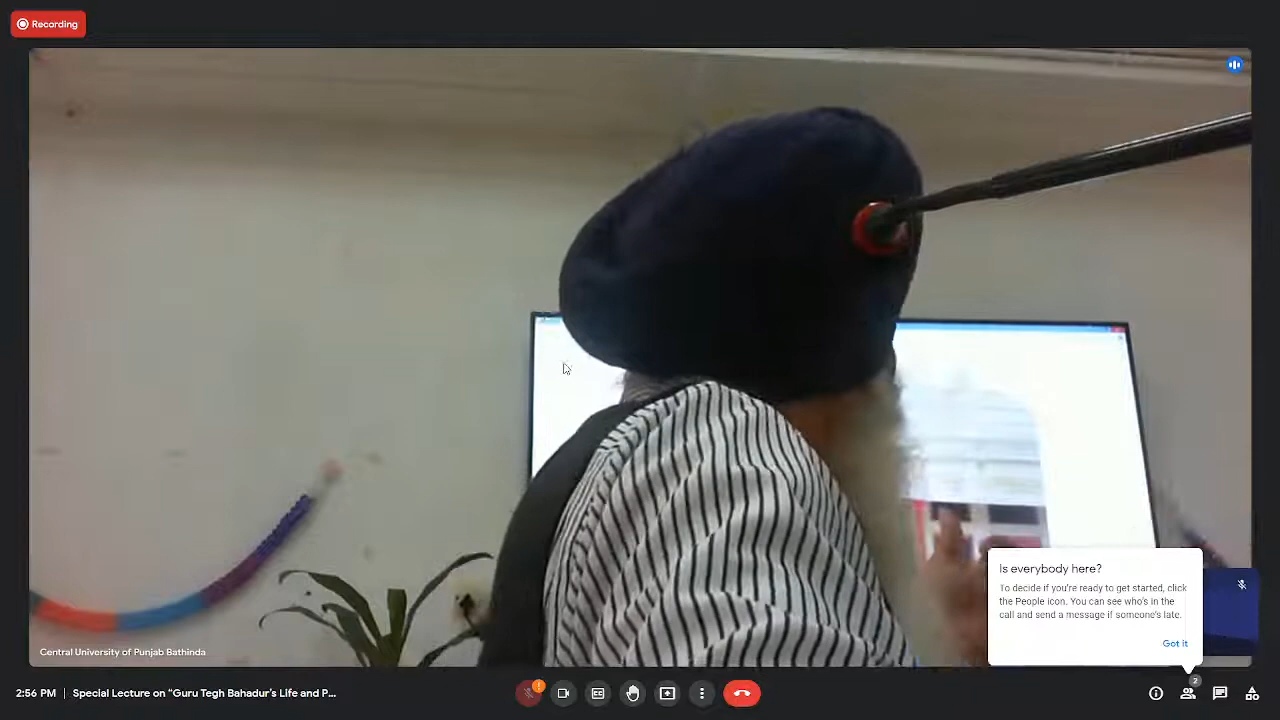 Recording
Central University of Punjab Bathinda
Is everybody here?
To decide if you're ready to get started, click
the People icon. You can see who's in the
call and send a message if someone's late.
Got it
2:56 PM | Special Lecture on "Guru Tegh Bahadur's Life and P...
2